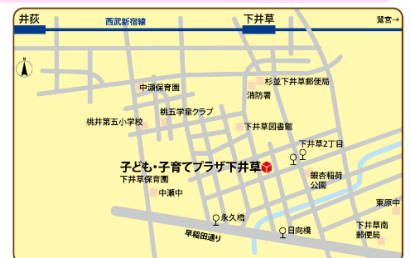 井荻
西武新宿線
下井草
鷺宮→
杉並下井草郵便局
中瀬保育園
消防署
桃五学童クラブ
桃井第五小学校
下井草図書館
下井草2丁目
子ども・子育てプラザ下井草
下井草保育園
銀杏稲荷
公園
中瀬中
東原中
永久橋
下井草南
郵便局
早稲田通り
日向橋